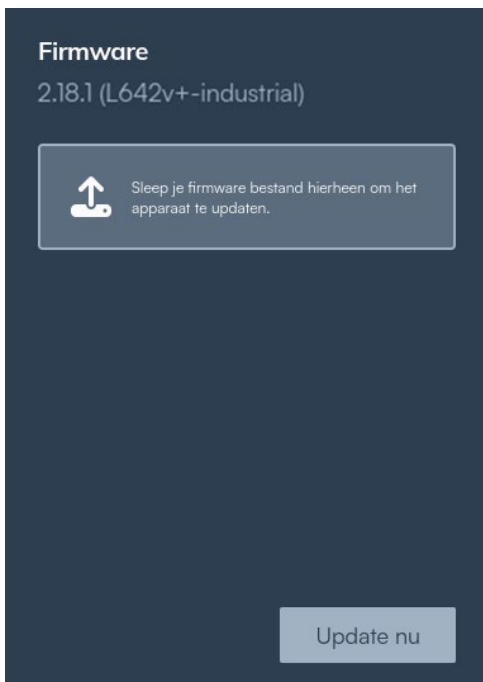 Firmware
2.18.1 (L642v+-industrial)
Sleep je firmware bestand hierheen om het
apparaat te updaten.
Update nu